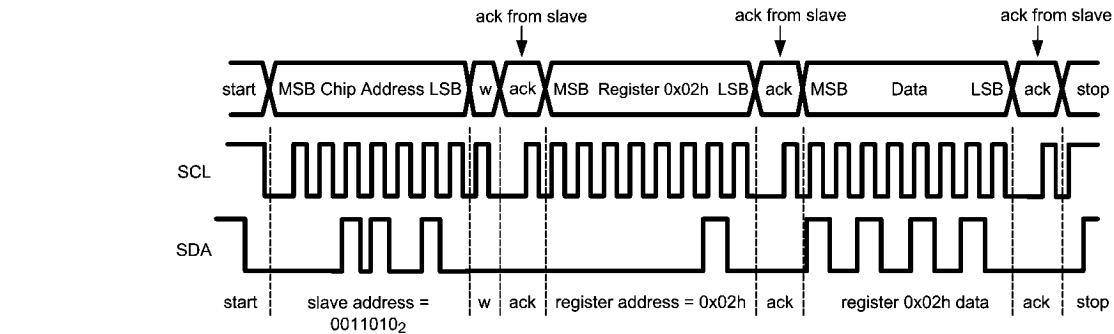 ack from slave ack from slave ack from slave
start MSB Chip Address LSB w ack MSB Register 0x02h LSB ack MSB Data LSB ack stop
SCL
SDA
start slave address = w ack register address = 0x02h ack register 0x02h data ack stop
0011010₂